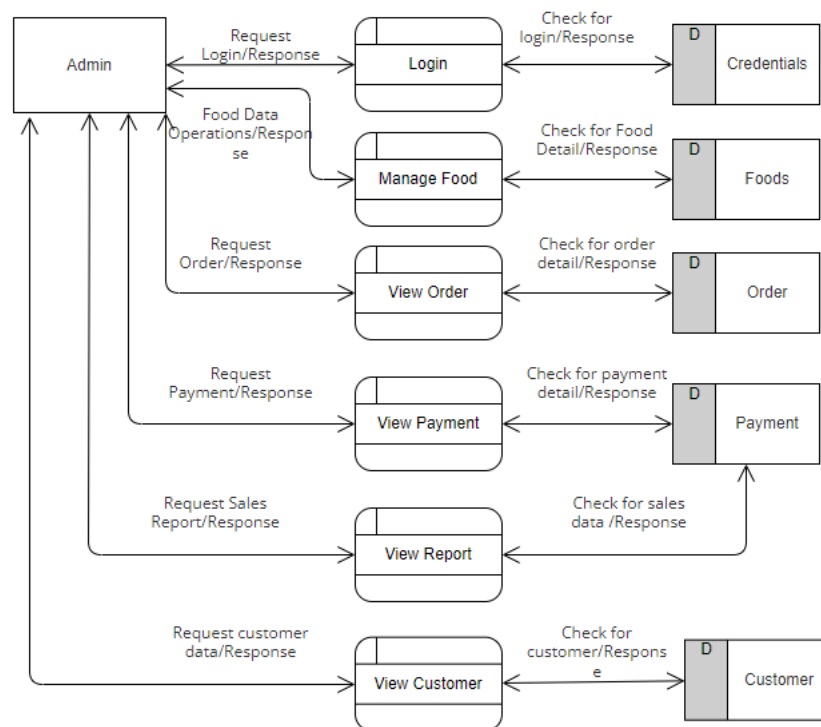 Admin
Request
Login/Response
Login
Check for
login/Response
D
Credentials
Food Data
Operations/Respon
se
Manage Food
Check for Food
Detail/Response
D
Foods
Request
Order/Response
View Order
Check for order
detail/Response
D
Order
Request
Payment/Response
View Payment
Check for payment
detail/Response
D
Payment
Request Sales
Report/Response
View Report
Check for sales
data /Response
Request customer
data/Response
View Customer
Check for
customer/Respons
e
D
Customer